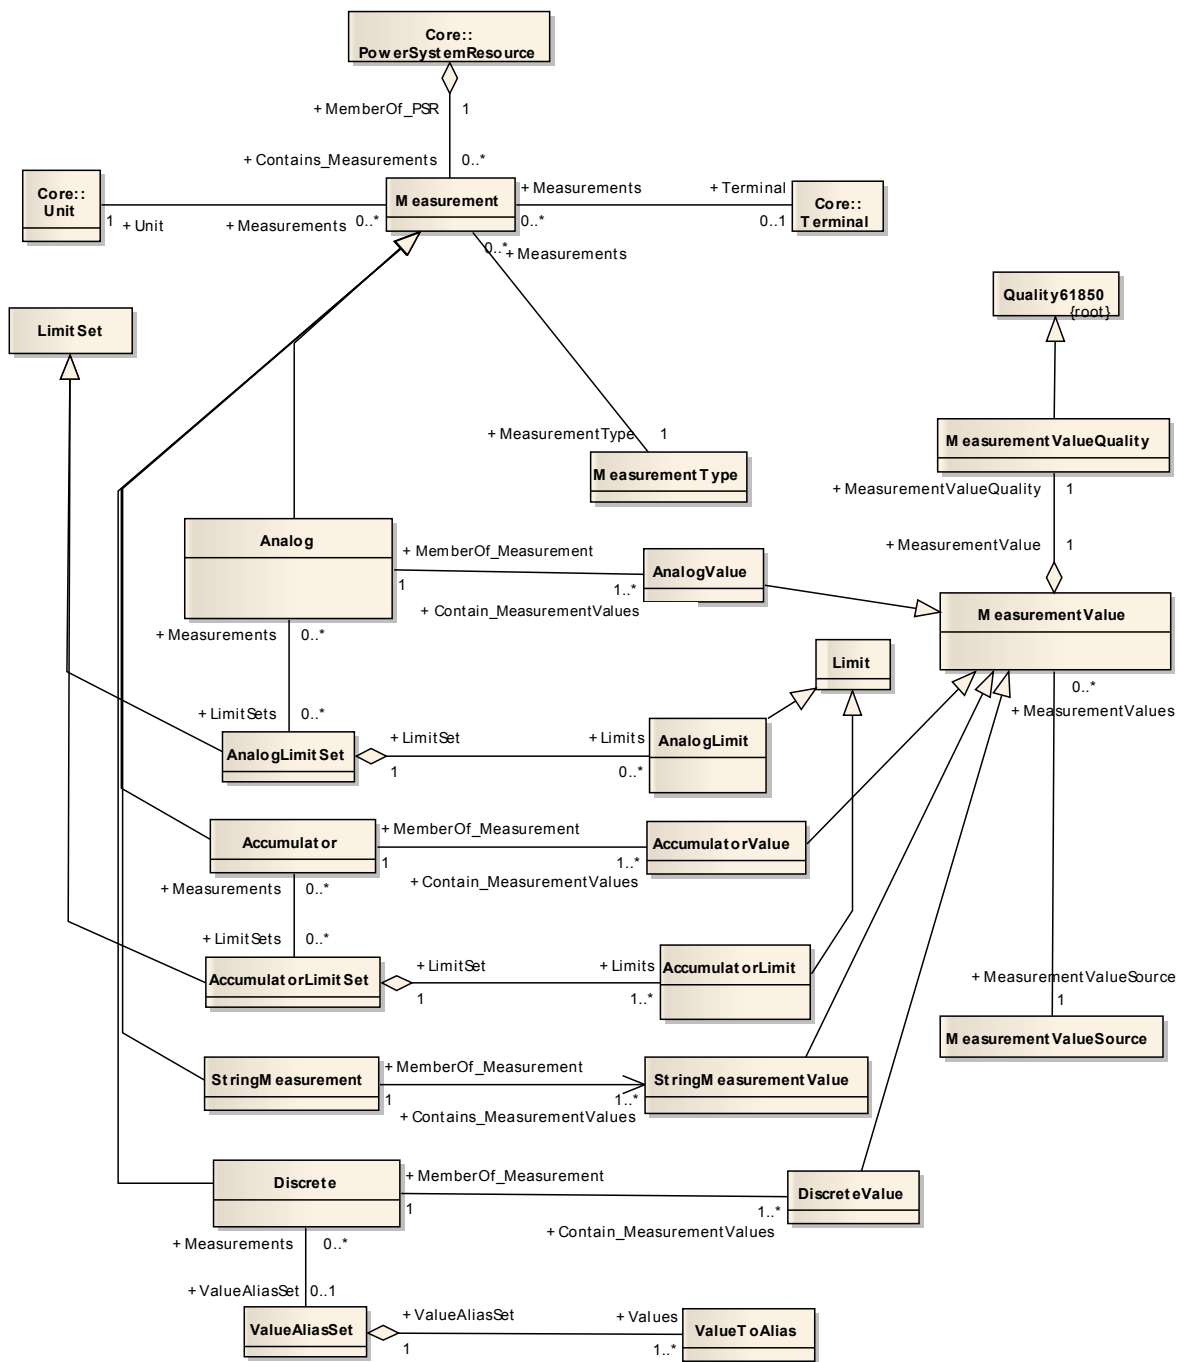 Core::
PowerSystemResource
+ MemberOf_PSR 1
+ Contains_Measurements 0..*
Core::
Unit
Measurement
+ Measurements + Terminal
Core::
Terminal
1 + Unit + Measurements 0..*
0..* 0..1
0..* + Measurements
Quality61850
{root}
LimitSet
+ MeasurementType 1
MeasurementType
MeasurementValueQuality
+ MeasurementValueQuality 1
+ MeasurementValue 1
Analog
+ MemberOf_Measurement
AnalogValue
1 1..*
+ Contain_MeasurementValues
MeasurementValue
+ Measurements 0..*
Limit
0..*
+ MeasurementValues
+ LimitSets 0..*
AnalogLimitSet
+ LimitSet + Limits
AnalogLimit
1 0..*
Accumulator
+ MemberOf_Measurement
AccumulatorValue
1 1..*
+ Contain_MeasurementValues
+ Measurements 0..*
+ LimitSets 0..*
AccumulatorLimitSet
+ LimitSet + Limits
AccumulatorLimit
1 1..*
+ MeasurementValueSource
1
MeasurementValueSource
StringMeasurement
+ MemberOf_Measurement
StringMeasurementValue
1 1..*
+ Contains_MeasurementValues
Discrete
+ MemberOf_Measurement
DiscreteValue
1 1..*
+ Contain_MeasurementValues
+ Measurements 0..*
+ ValueAliasSet 0..1
ValueAliasSet
+ ValueAliasSet + Values
ValueToAlias
1 1..*